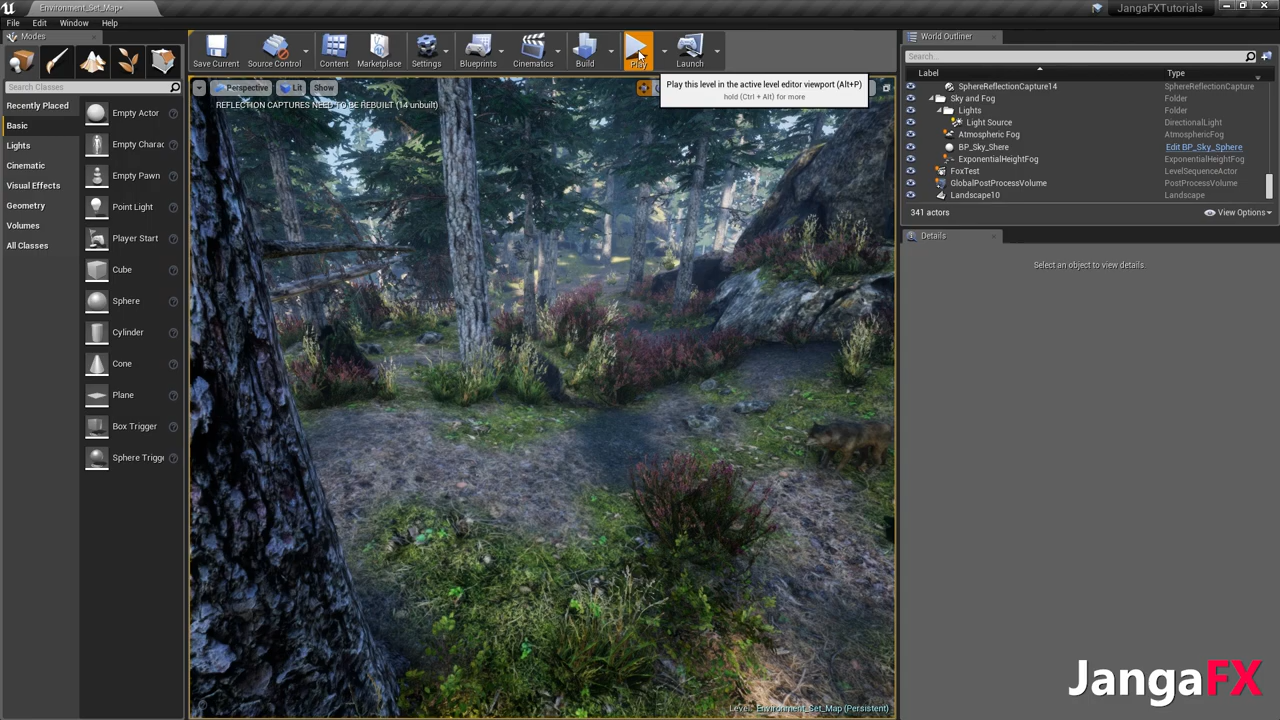 Environment_Set_Map*
JangaFXTutorials
File Edit Window Help
Modes
Search Classes
Recently Placed
Basic
Lights
Cinematic
Visual Effects
Geometry
Volumes
All Classes
Empty Actor
Empty Charac
Empty Pawn
Point Light
Player Start
Cube
Sphere
Cylinder
Cone
Plane
Box Trigger
Sphere Trigg
Save Current
Source Control
Content
Marketplace
Settings
Blueprints
Cinematics
Build
Play
Launch
Play this level in the active level editor viewport (Alt+P)
hold (Ctrl + Alt) for more
Perspective Lit Show
REFLECTION CAPTURES NEED TO BE REBUILT (14 unbuilt)
Level: Environment_Set_Map (Persistent)
World Outliner
Search...
Label Type
SphereReflectionCapture14 SphereReflectionCapture
Sky and Fog Folder
Lights Folder
Light Source DirectionalLight
Atmospheric Fog AtmosphericFog
BP_Sky_Shere Edit BP_Sky_Sphere
ExponentialHeightFog ExponentialHeightFog
FoxTest LevelSequenceActor
GlobalPostProcessVolume PostProcessVolume
Landscape10 Landscape
341 actors View Options
Details
Select an object to view details.
JangaFX